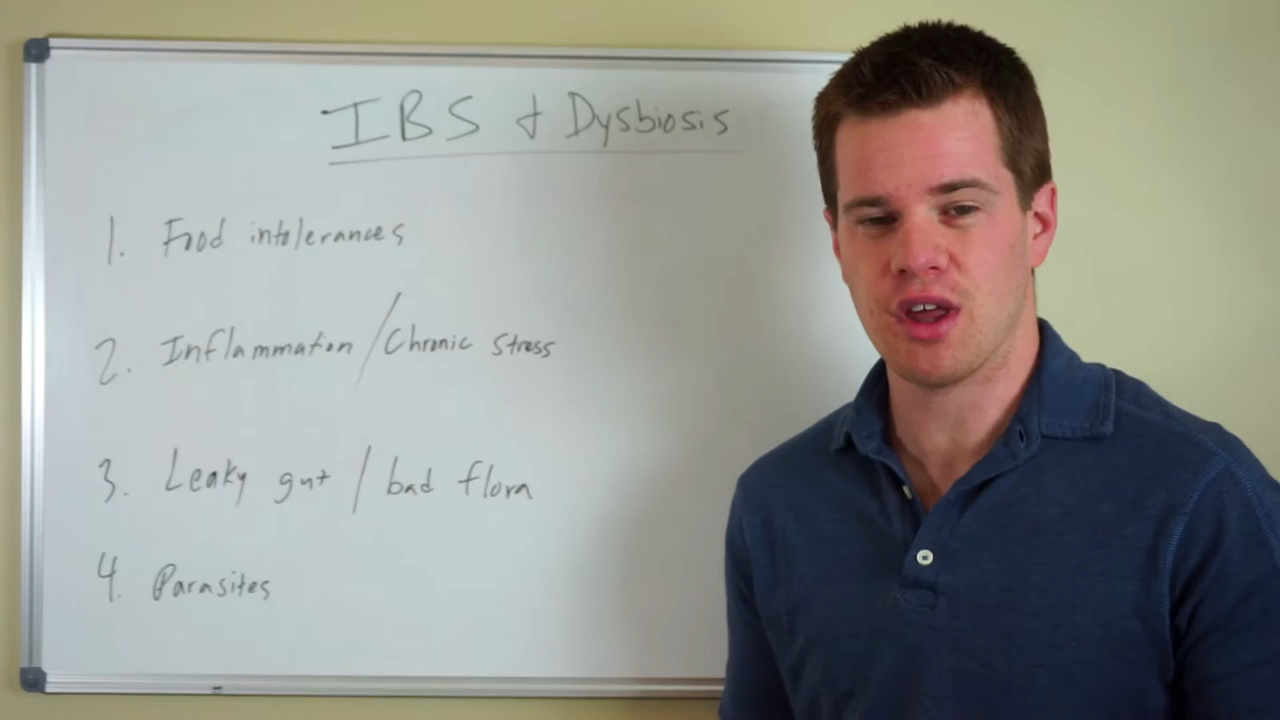 IBS & Dysbiosis
1. Food intolerances
2. Inflammation / Chronic stress
3. Leaky gut / bad flora
4. Parasites